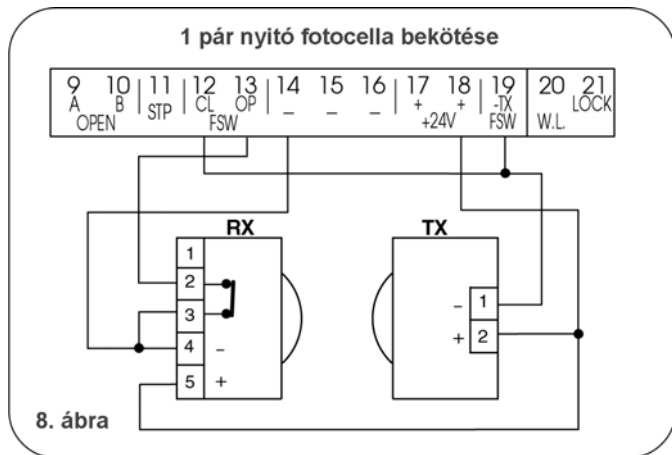 1 pár nyitó fotocella bekötése
9 10 11 12 13 14 15 16 17 18 19 20 21
A B STP CL OP _ _ _ + + -TX LOCK
OPEN FSW +24V FSW W.L.
RX TX
1
2
3
4 -
5 +
- 1
+ 2
8. ábra